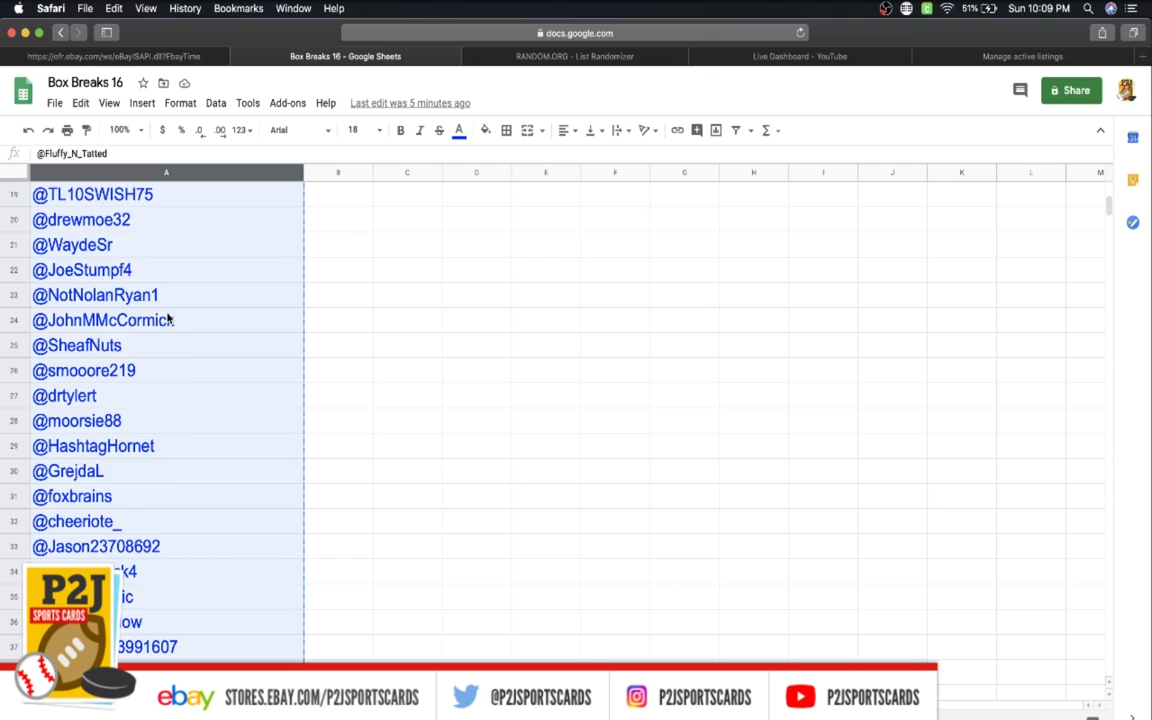 Safari File Edit View History Bookmarks Window Help 51% Sun 10:09 PM
docs.google.com
https://ofr.ebay.com/ws/eBayISAPI.dll?EbayTime Box Breaks 16 - Google Sheets RANDOM.ORG - List Randomizer Live Dashboard - YouTube Manage active listings
Box Breaks 16
File Edit View Insert Format Data Tools Add-ons Help Last edit was 5 minutes ago
Share
100% $ % .0 .00 123 Arial 18 B I S A
fx @Fluffy_N_Tatted
A B C D E F G H I J K L M
19 @TL10SWISH75
20 @drewmoe32
21 @WaydeSr
22 @JoeStumpf4
23 @NotNolanRyan1
24 @JohnMMcCormick
25 @SheafNuts
26 @smooore219
27 @drtylert
28 @moorsie88
29 @HashtagHornet
30 @GrejdaL
31 @foxbrains
32 @cheeriote_
33 @Jason23708692
34 k4
35 ic
36 ow
37 3991607
P2J
SPORTS CARDS
ebay STORES.EBAY.COM/P2JSPORTSCARDS @P2JSPORTSCARDS P2JSPORTSCARDS P2JSPORTSCARDS